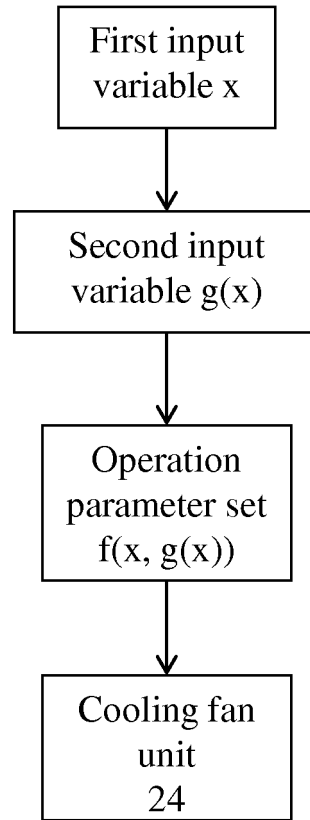 First input
variable x
Second input
variable g(x)
Operation
parameter set
f(x, g(x))
Cooling fan
unit
24